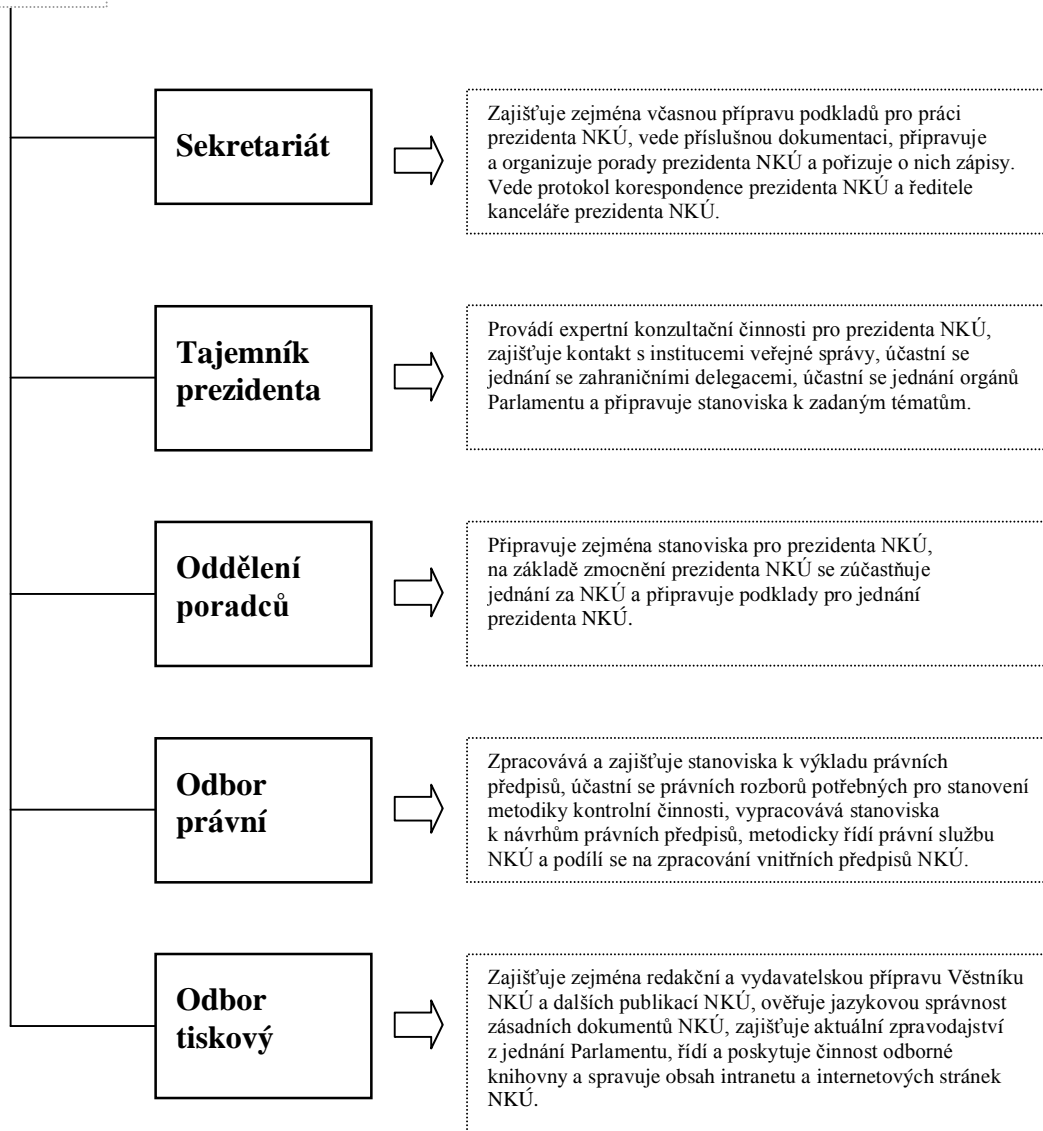 Sekretariát
Zajišťuje zejména včasnou přípravu podkladů pro práci
prezidenta NKÚ, vede příslušnou dokumentaci, připravuje
a organizuje porady prezidenta NKÚ a pořizuje o nich zápisy.
Vede protokol korespondence prezidenta NKÚ a ředitele
kanceláře prezidenta NKÚ.
Tajemník
prezidenta
Provádí expertní konzultační činnosti pro prezidenta NKÚ,
zajišťuje kontakt s institucemi veřejné správy, účastní se
jednání se zahraničními delegacemi, účastní se jednání orgánů
Parlamentu a připravuje stanoviska k zadaným tématům.
Oddělení
poradců
Připravuje zejména stanoviska pro prezidenta NKÚ,
na základě zmocnění prezidenta NKÚ se zúčastňuje
jednání za NKÚ a připravuje podklady pro jednání
prezidenta NKÚ.
Odbor
právní
Zpracovává a zajišťuje stanoviska k výkladu právních
předpisů, účastní se právních rozborů potřebných pro stanovení
metodiky kontrolní činnosti, vypracovává stanoviska
k návrhům právních předpisů, metodicky řídí právní službu
NKÚ a podílí se na zpracování vnitřních předpisů NKÚ.
Odbor
tiskový
Zajišťuje zejména redakční a vydavatelskou přípravu Věstníku
NKÚ a dalších publikací NKÚ, ověřuje jazykovou správnost
zásadních dokumentů NKÚ, zajišťuje aktuální zpravodajství
z jednání Parlamentu, řídí a poskytuje činnost odborné
knihovny a spravuje obsah intranetu a internetových stránek
NKÚ.